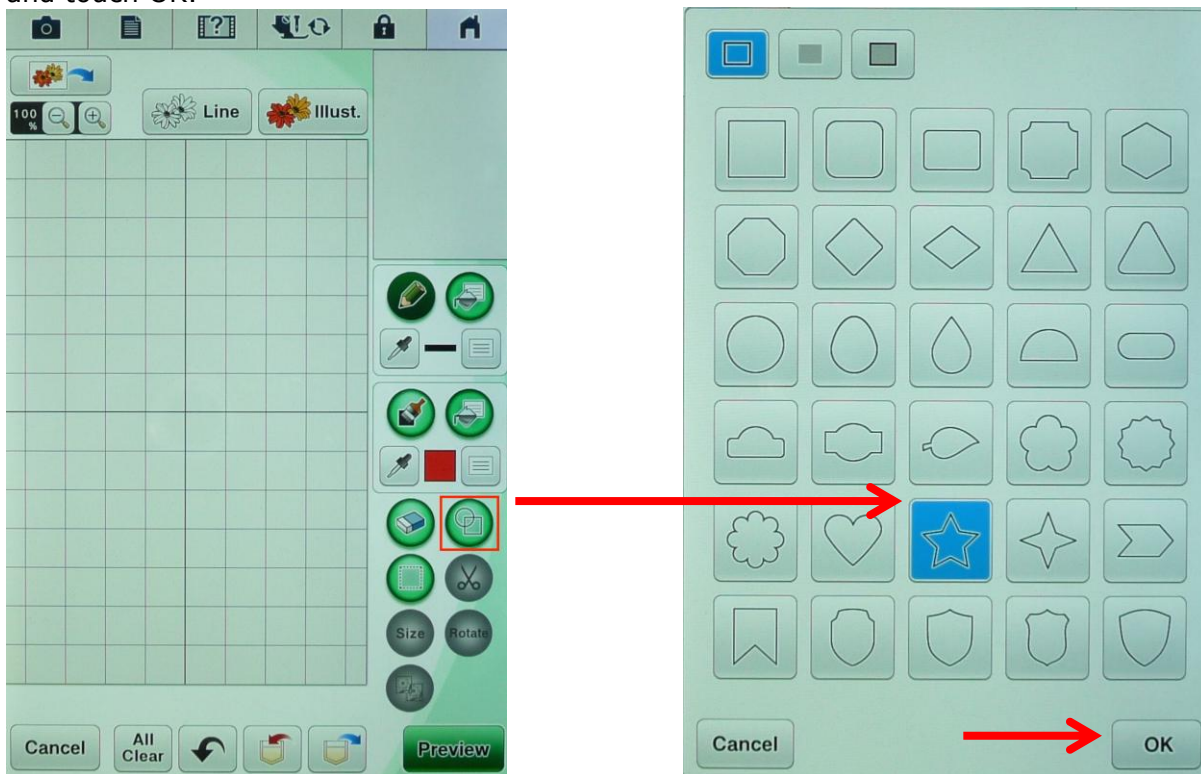 and touch OK.
100
%
Line
Illust.
Size
Rotate
Cancel
All
Clear
Preview
Cancel
OK